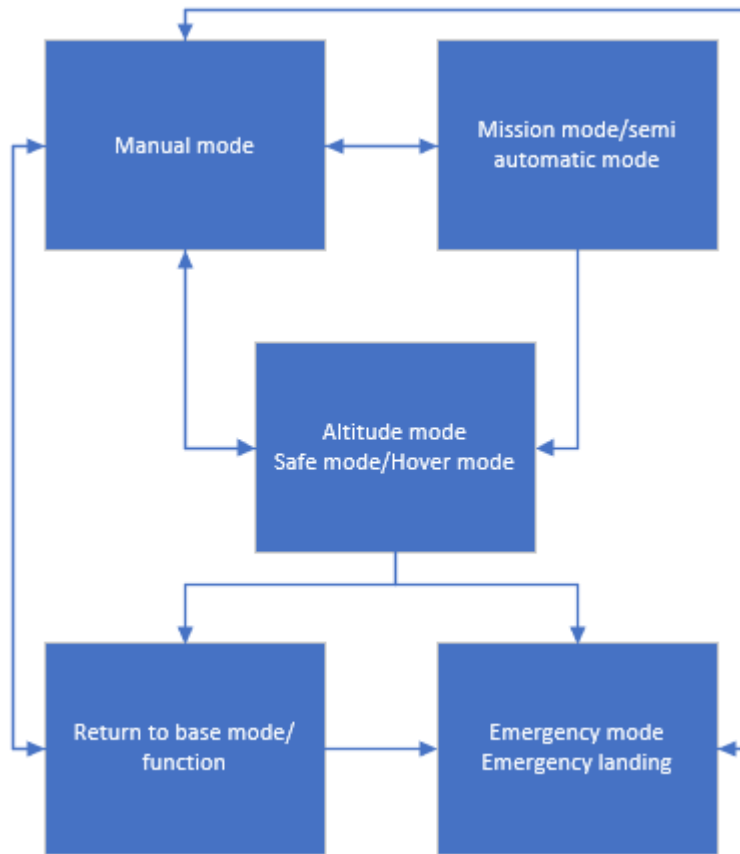 Manual mode
Mission mode/semi
automatic mode
Altitude mode
Safe mode/Hover mode
Return to base mode/
function
Emergency mode
Emergency landing